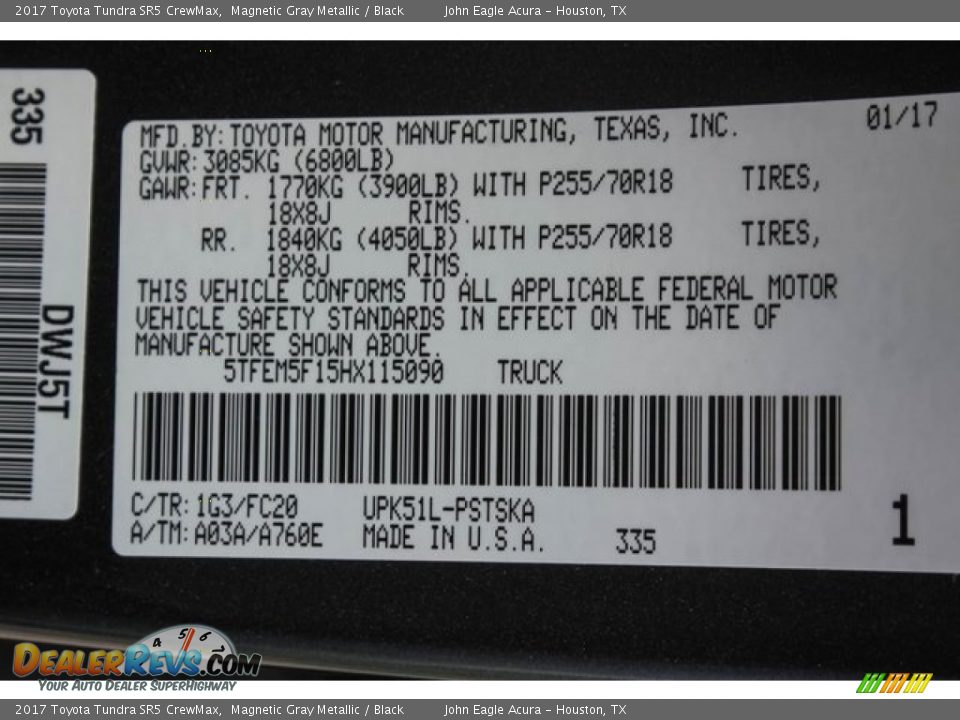 2017 Toyota Tundra SR5 CrewMax, Magnetic Gray Metallic / Black John Eagle Acura – Houston, TX
335
DWJ5T
MFD.BY:TOYOTA MOTOR MANUFACTURING, TEXAS, INC. 01/17
GVWR:3085KG (6800LB)
GAWR:FRT. 1770KG (3900LB) WITH P255/70R18 TIRES,
18X8J RIMS.
RR. 1840KG (4050LB) WITH P255/70R18 TIRES,
18X8J RIMS.
THIS VEHICLE CONFORMS TO ALL APPLICABLE FEDERAL MOTOR
VEHICLE SAFETY STANDARDS IN EFFECT ON THE DATE OF
MANUFACTURE SHOWN ABOVE.
5TFEM5F15HX115090 TRUCK
C/TR:1G3/FC20 UPK51L-PSTSKA
A/TM:A03A/A760E MADE IN U.S.A. 335 1
4 5 6 7
DEALERREVS.COM
YOUR AUTO DEALER SUPERHIGHWAY
2017 Toyota Tundra SR5 CrewMax, Magnetic Gray Metallic / Black John Eagle Acura – Houston, TX